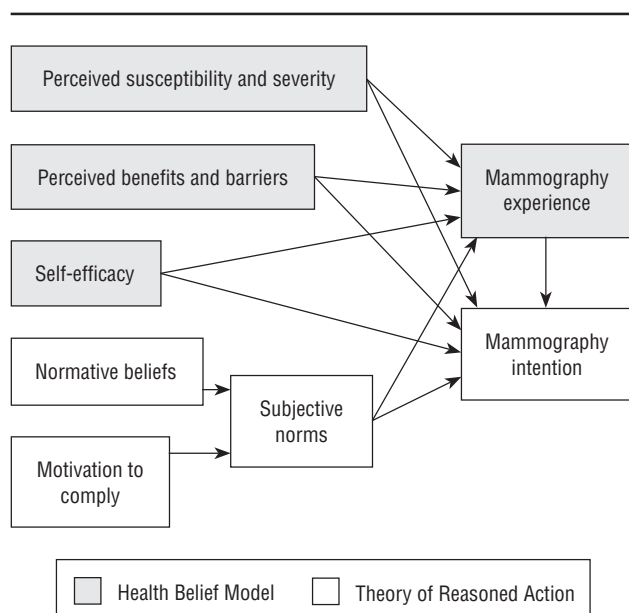 Perceived susceptibility and severity
Perceived benefits and barriers
Mammography
experience
Self-efficacy
Mammography
intention
Normative beliefs
Subjective
norms
Motivation to
comply
Health Belief Model
Theory of Reasoned Action